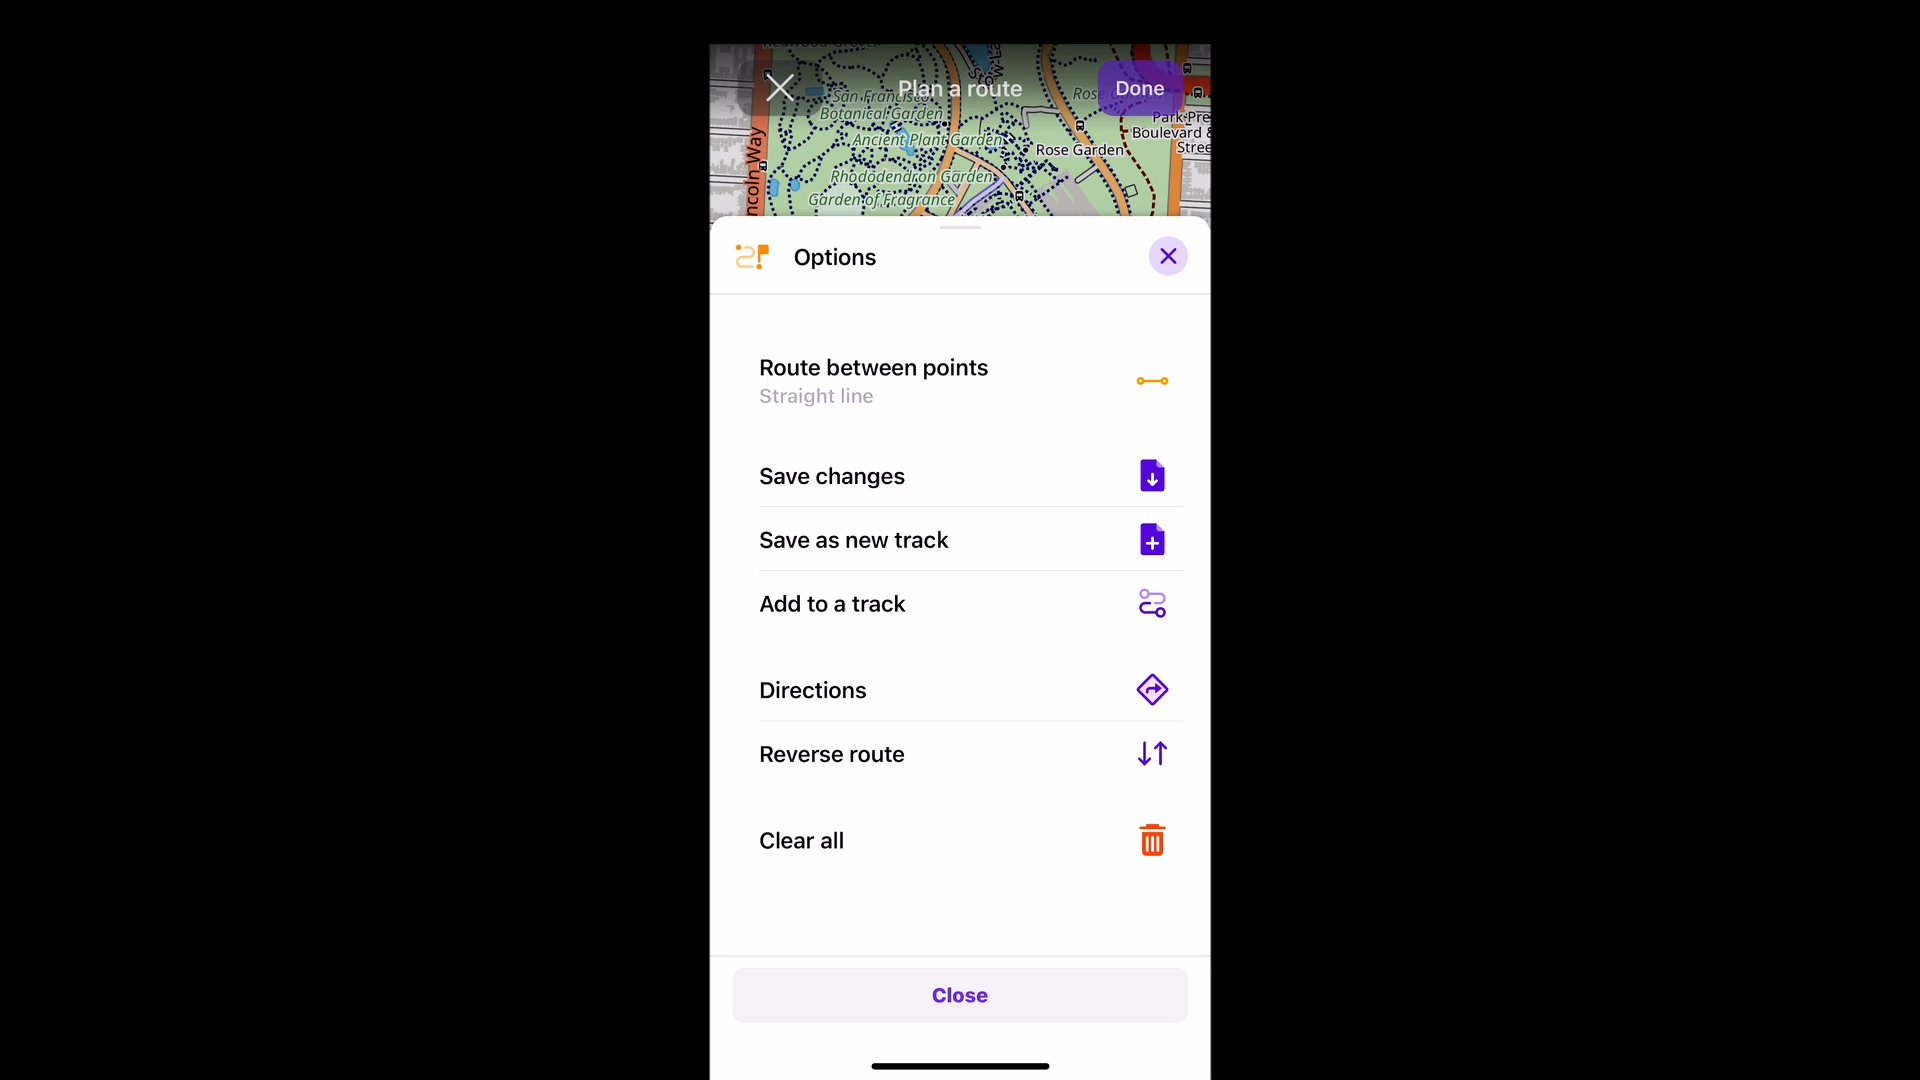 Plan a route
Done
San Francisco
Botanical Garden
Ancient Plant Garden
Rose Garden
Rhododendron Garden
Garden of Fragrance
ncoln Way
Park Pre
Boulevard &
Stree
Options
Route between points
Straight line
Save changes
Save as new track
Add to a track
Directions
Reverse route
Clear all
Close